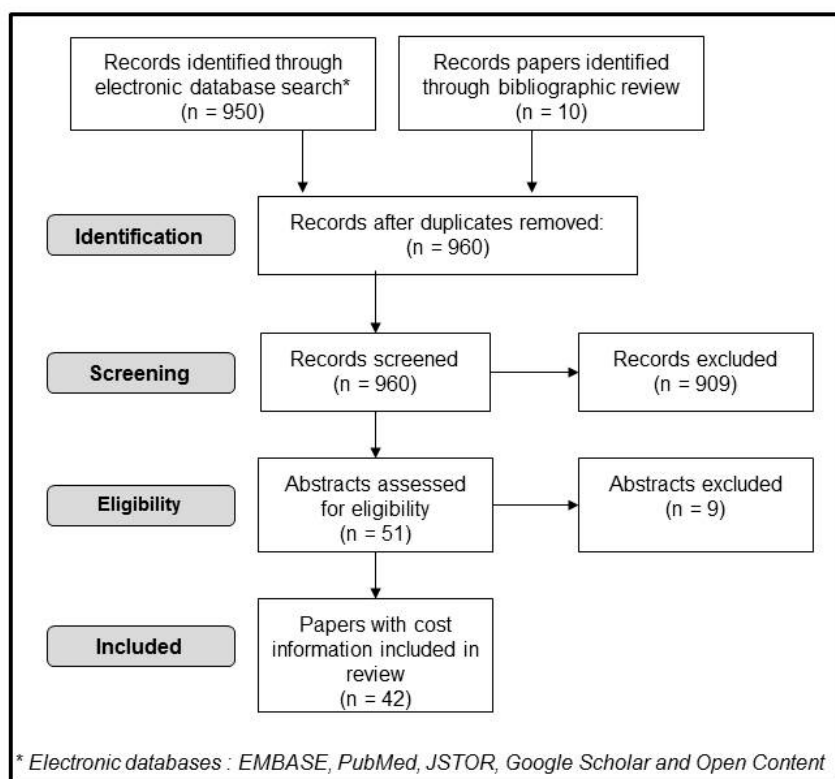 Records identified through
electronic database search*
(n = 950)
Records papers identified
through bibliographic review
(n = 10)
Identification
Records after duplicates removed:
(n = 960)
Screening
Records screened
(n = 960)
Records excluded
(n = 909)
Eligibility
Abstracts assessed
for eligibility
(n = 51)
Abstracts excluded
(n = 9)
Included
Papers with cost
information included in
review
(n = 42)
* Electronic databases : EMBASE, PubMed, JSTOR, Google Scholar and Open Content